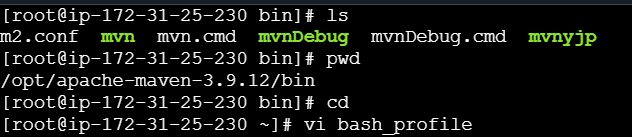 [root@ip-172-31-25-230 bin]# ls
m2.conf  mvn  mvn.cmd  mvnDebug  mvnDebug.cmd  mvnyjp
[root@ip-172-31-25-230 bin]# pwd
/opt/apache-maven-3.9.12/bin
[root@ip-172-31-25-230 bin]# cd
[root@ip-172-31-25-230 ~]# vi bash_profile